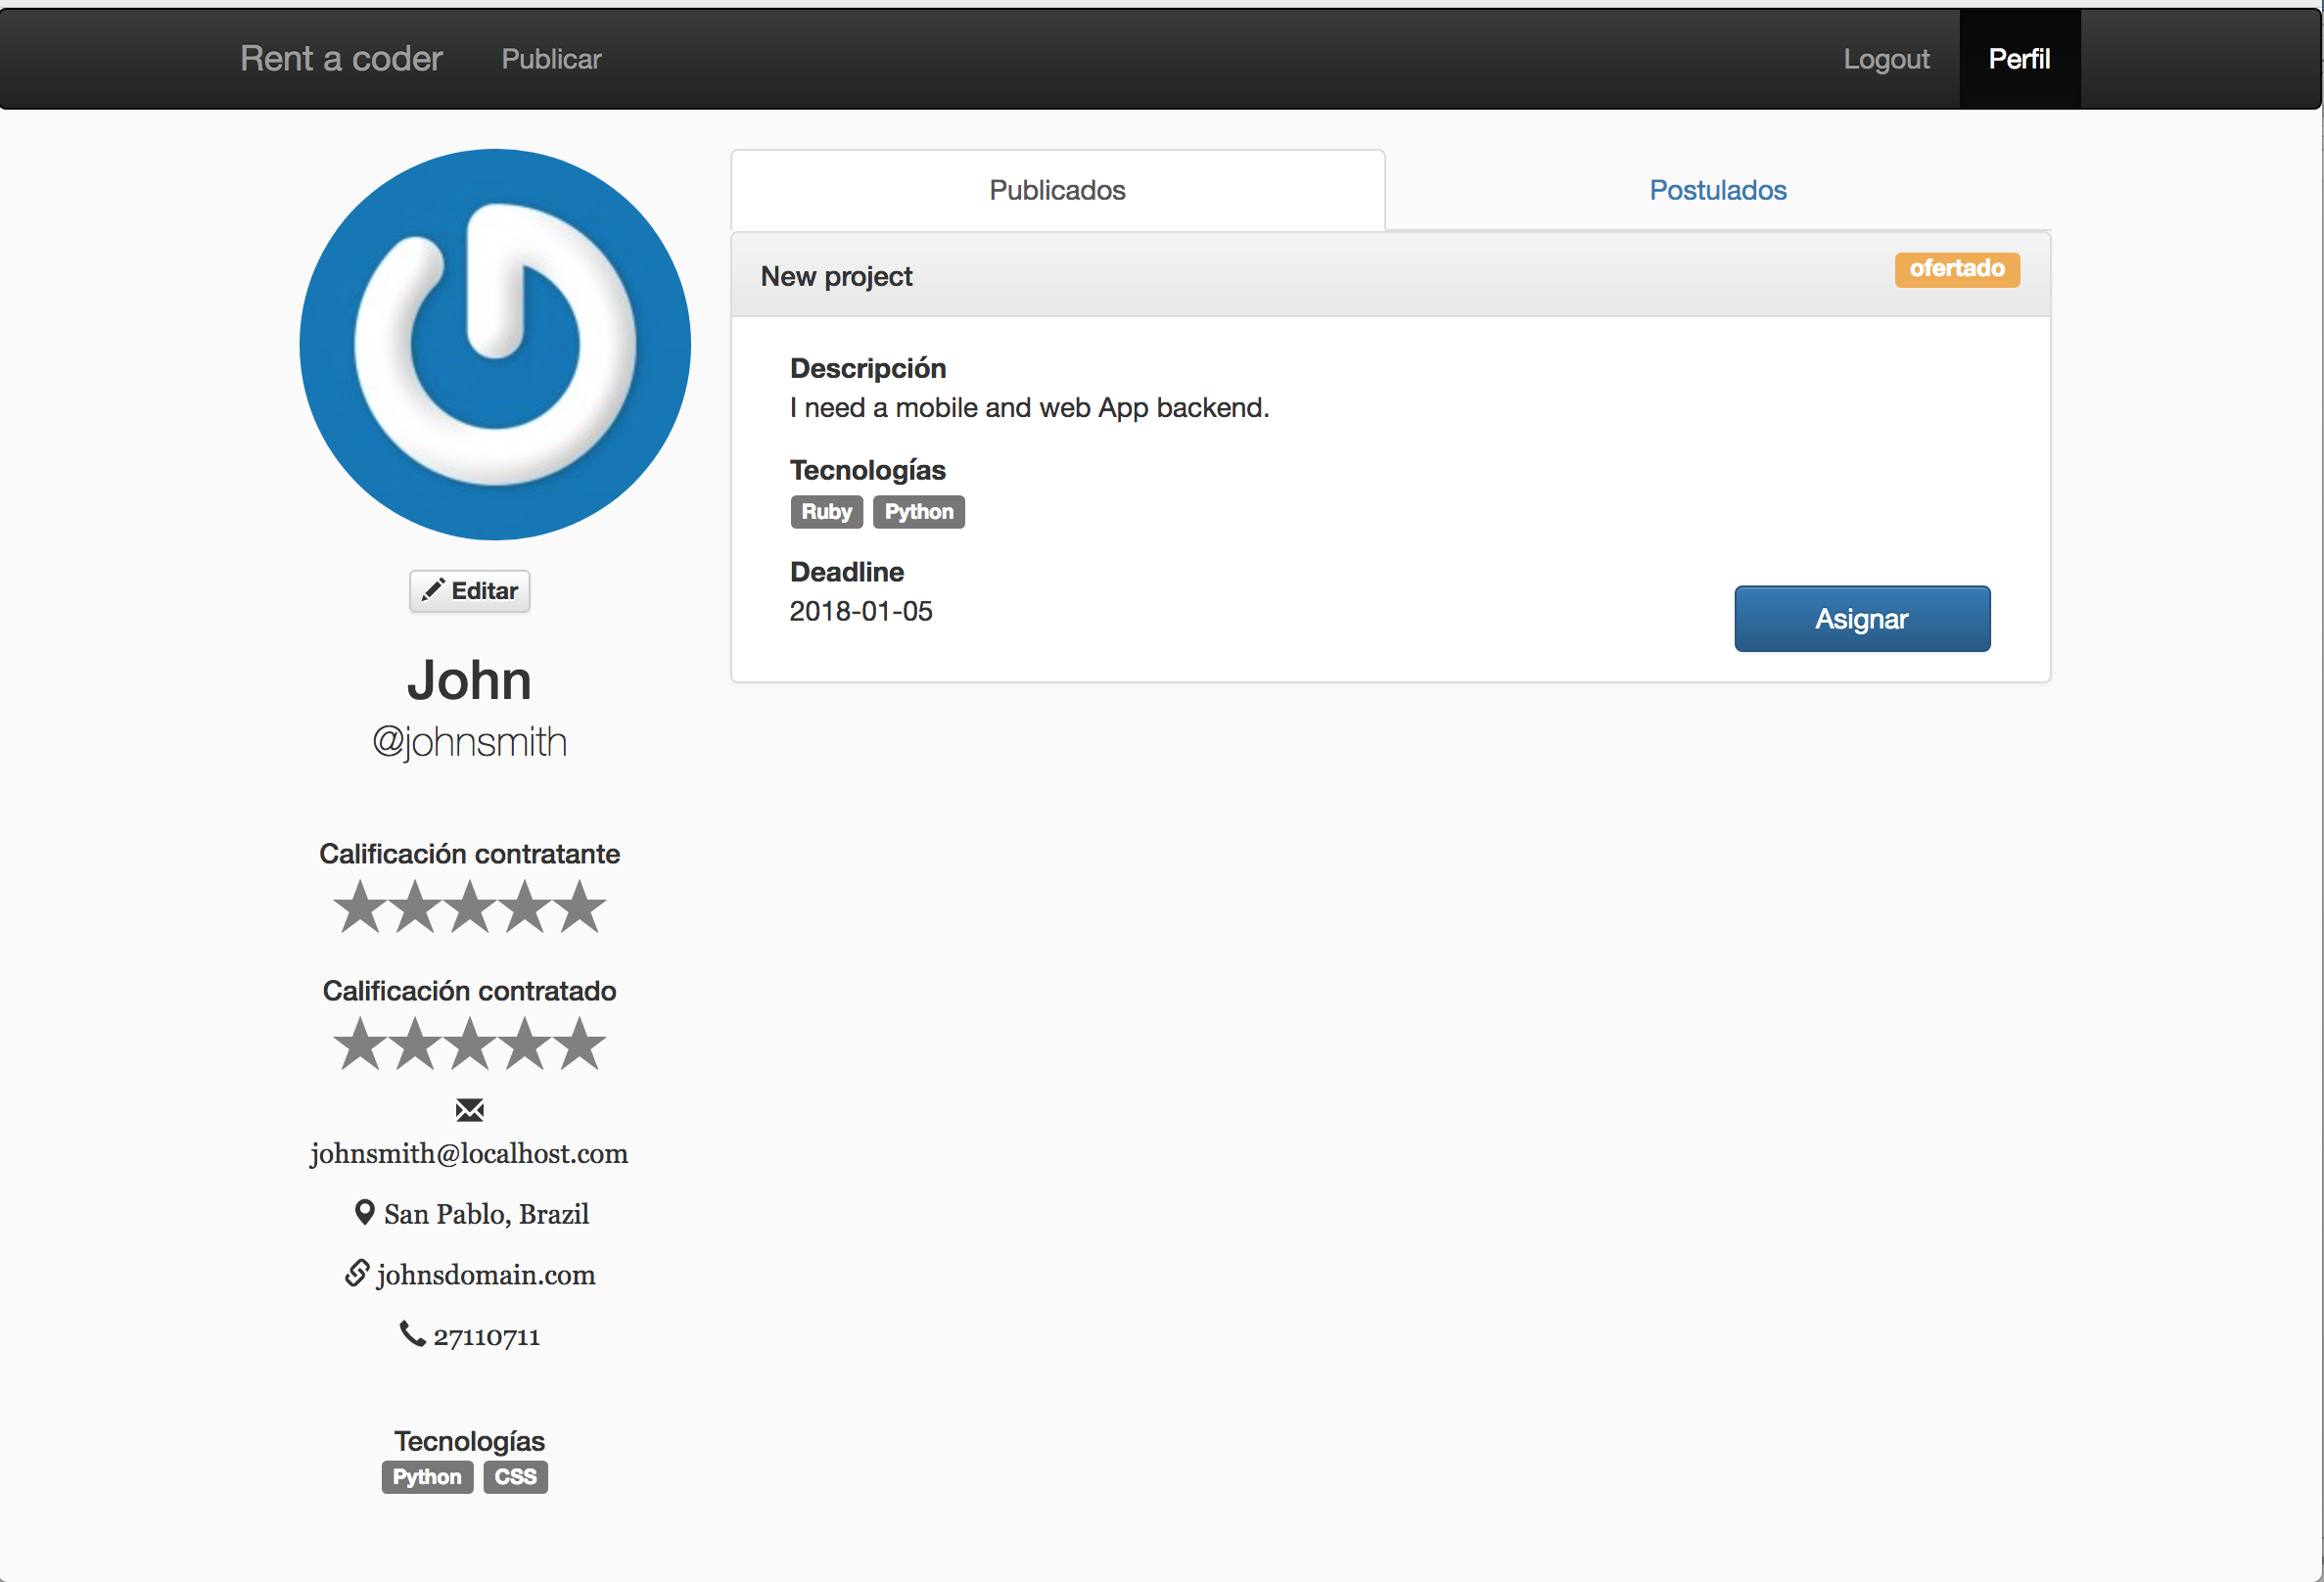 Rent a coder
Publicar
Logout
Perfil
Editar
John
@johnsmith
Calificación contratante
Calificación contratado
johnsmith@localhost.com
San Pablo, Brazil
johnsdomain.com
27110711
Tecnologías
Python CSS
Publicados
Postulados
New project
ofertado
Descripción
I need a mobile and web App backend.
Tecnologías
Ruby Python
Deadline
2018-01-05
Asignar